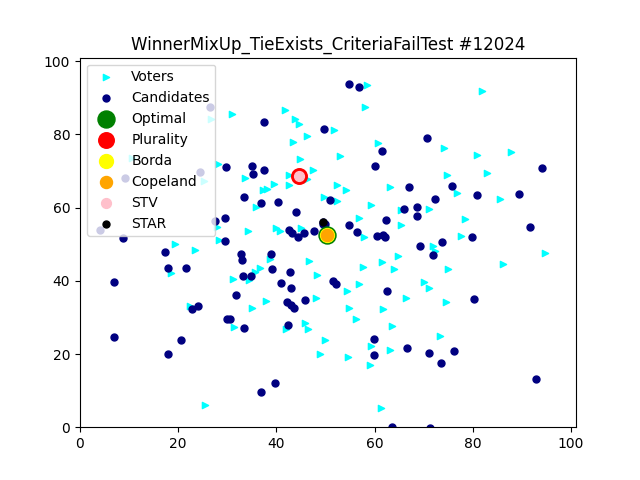 WinnerMixUp_TieExists_CriteriaFailTest #12024
100
80
60
40
20
0
0
20
40
60
80
100
Voters
Candidates
Optimal
Plurality
Borda
Copeland
STV
STAR